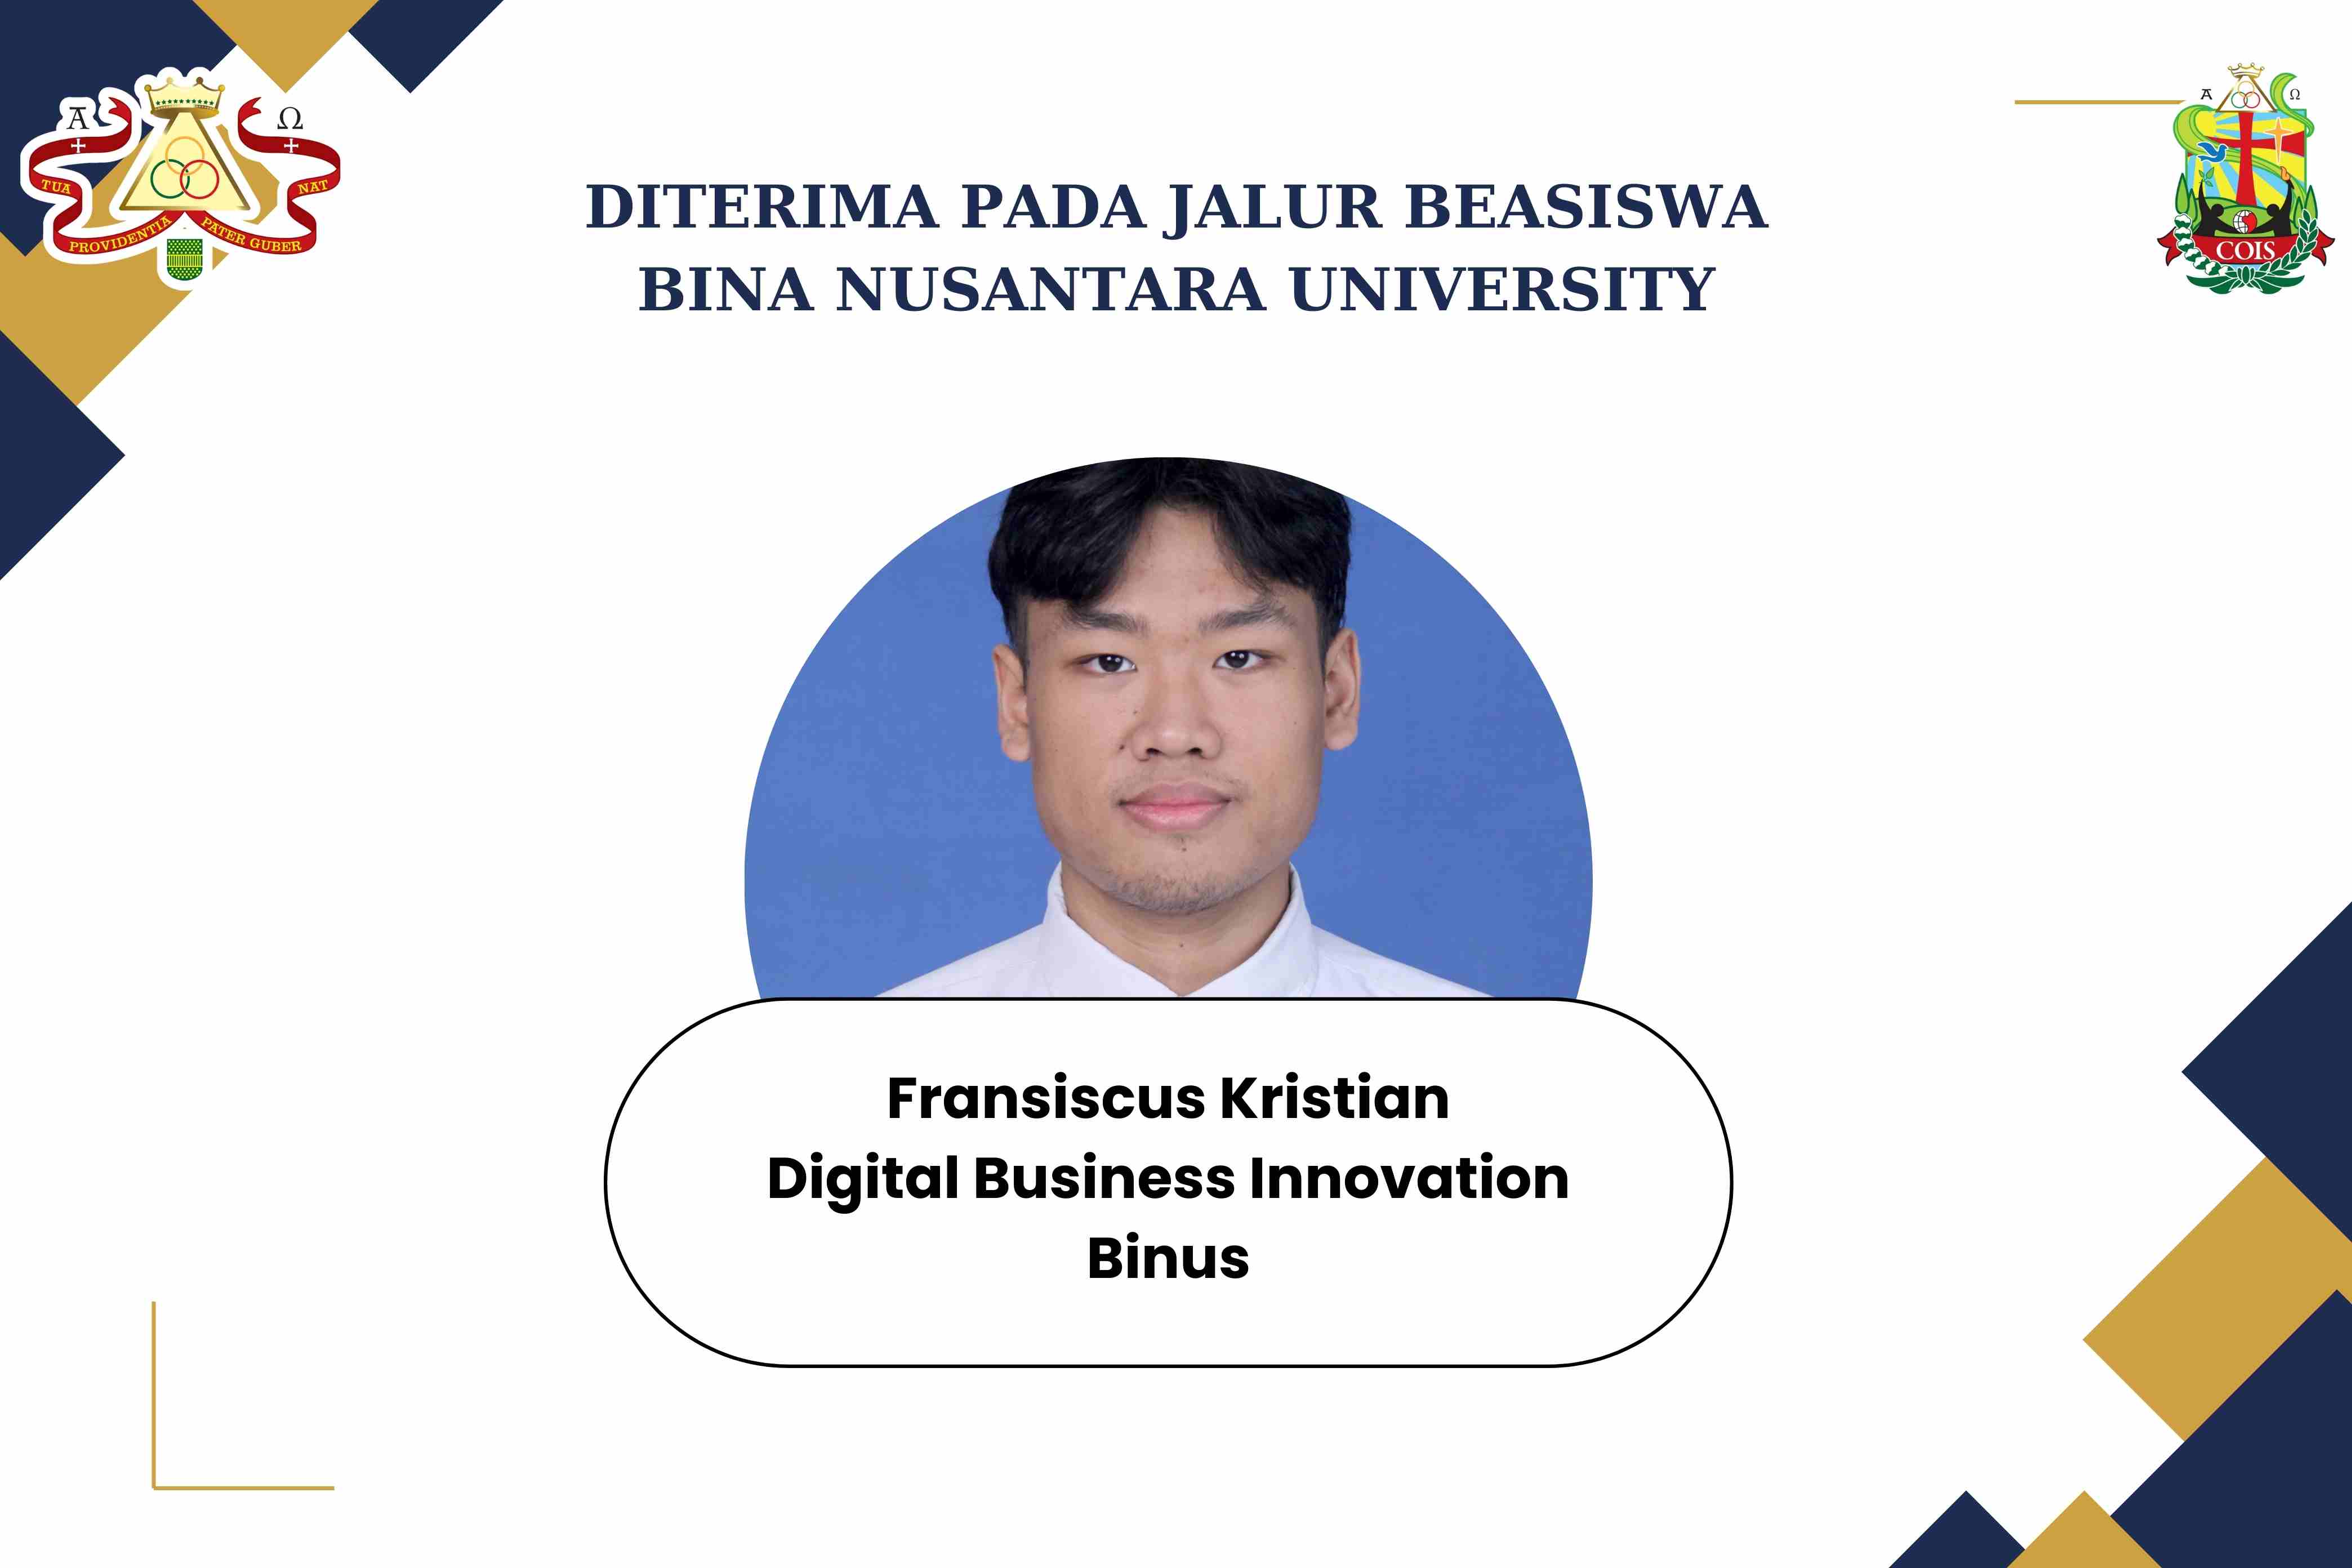 Ā Ω
TUA PROVIDENTIA PATER GUBER NAT
Ā Ω
COIS
DITERIMA PADA JALUR BEASISWA
BINA NUSANTARA UNIVERSITY
Fransiscus Kristian
Digital Business Innovation
Binus